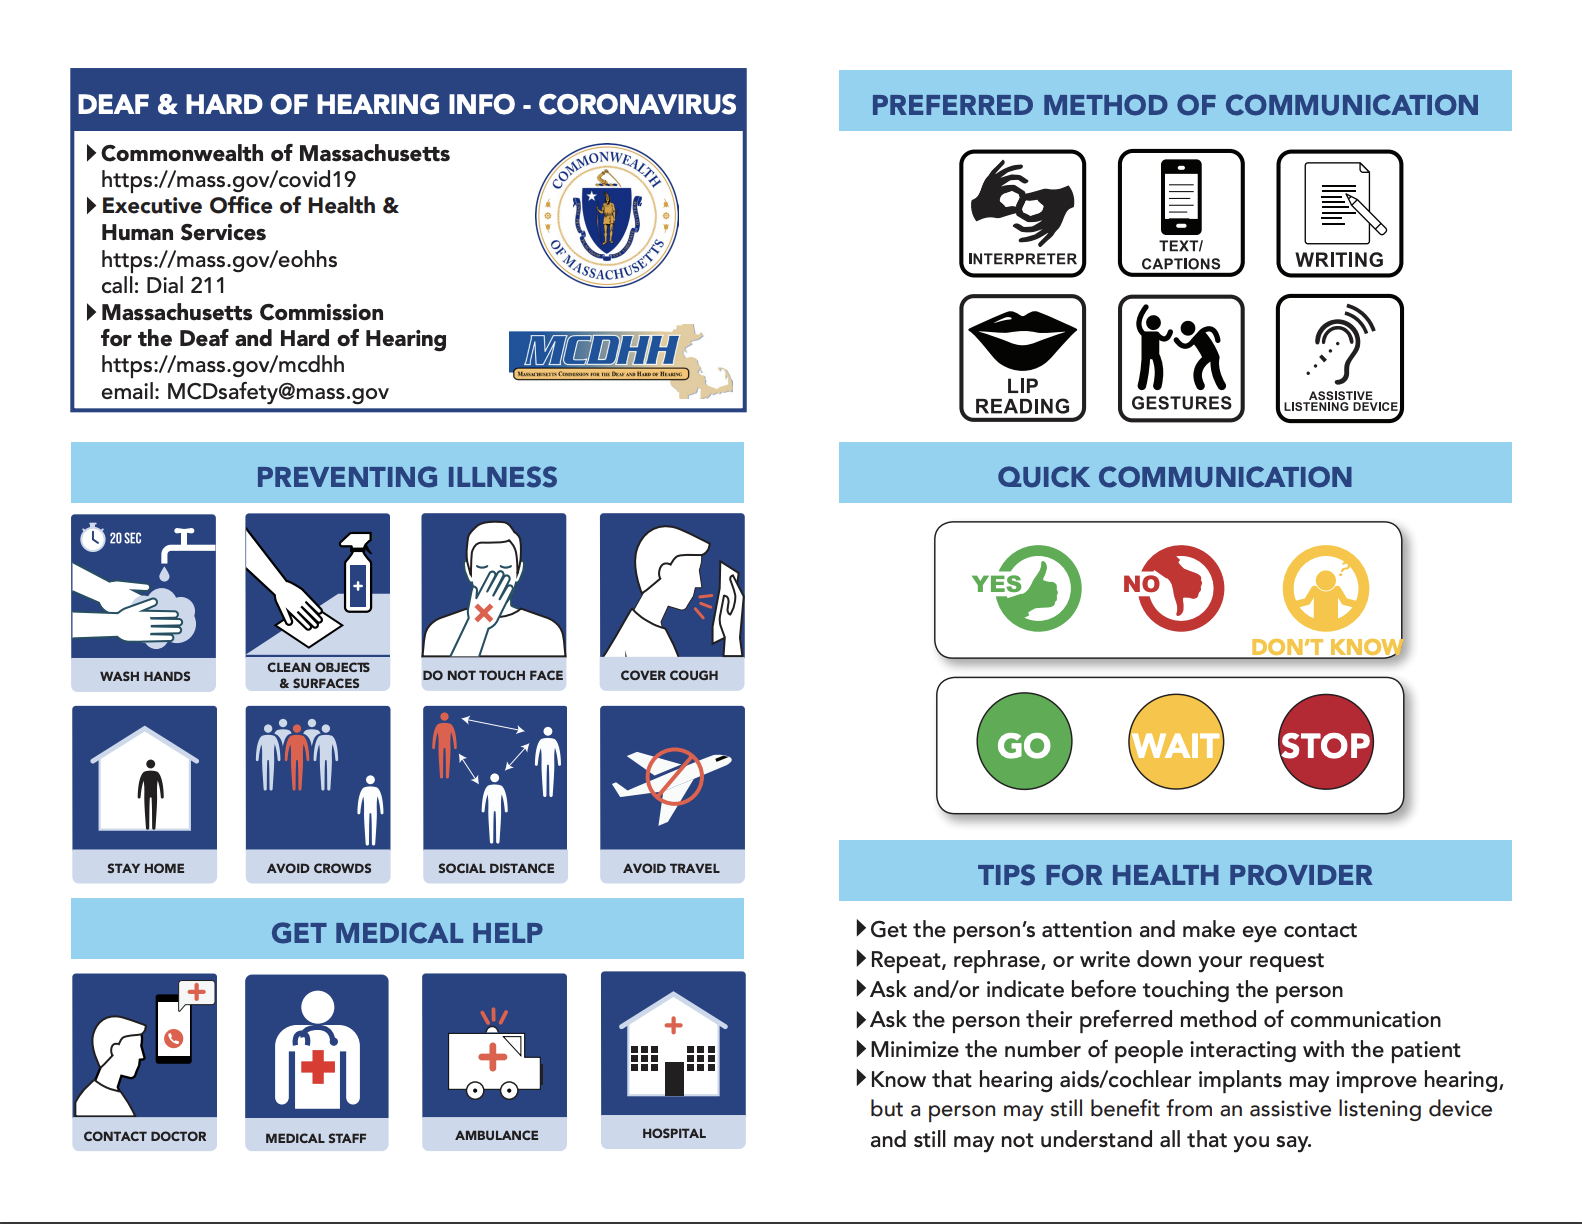 DEAF & HARD OF HEARING INFO - CORONAVIRUS
Commonwealth of Massachusetts
https://mass.gov/covid19
Executive Office of Health &
Human Services
https://mass.gov/eohhs
call: Dial 211
Massachusetts Commission
for the Deaf and Hard of Hearing
https://mass.gov/mcdhh
email: MCDsafety@mass.gov
COMMONWEALTH
OF MASSACHUSETTS
MCDHH
MASSACHUSETTS COMMISSION FOR THE DEAF AND HARD OF HEARING
PREVENTING ILLNESS
20 SEC
WASH HANDS
CLEAN OBJECTS
& SURFACES
DO NOT TOUCH FACE
COVER COUGH
STAY HOME
AVOID CROWDS
SOCIAL DISTANCE
AVOID TRAVEL
GET MEDICAL HELP
CONTACT DOCTOR
MEDICAL STAFF
AMBULANCE
HOSPITAL
PREFERRED METHOD OF COMMUNICATION
INTERPRETER
TEXT/
CAPTIONS
WRITING
LIP
READING
GESTURES
ASSISTIVE
LISTENING DEVICE
QUICK COMMUNICATION
YES
NO
?
DON'T KNOW
GO
WAIT
STOP
TIPS FOR HEALTH PROVIDER
Get the person's attention and make eye contact
Repeat, rephrase, or write down your request
Ask and/or indicate before touching the person
Ask the person their preferred method of communication
Minimize the number of people interacting with the patient
Know that hearing aids/cochlear implants may improve hearing,
but a person may still benefit from an assistive listening device
and still may not understand all that you say.